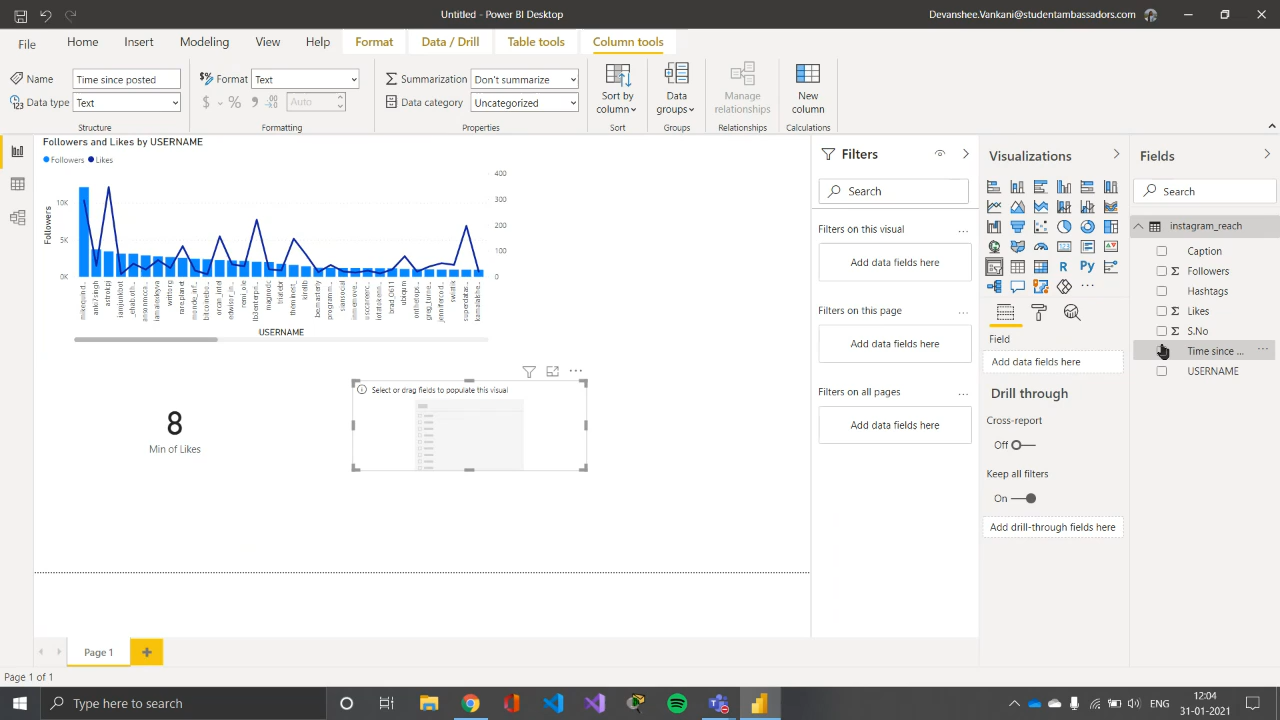 Untitled - Power BI Desktop
Devanshee.Vankani@studentambassadors.com
File
Home
Insert
Modeling
View
Help
Format
Data / Drill
Table tools
Column tools
Name
Time since posted
Data type
Text
Structure
Format
Text
$
%
Auto
Formatting
Summarization
Don't summarize
Data category
Uncategorized
Properties
Sort by
column
Sort
Data
groups
Groups
Manage
relationships
Relationships
New
column
Calculations
Followers and Likes by USERNAME
Followers
Likes
Followers
10K
5K
0K
400
300
200
100
0
USERNAME
8
Min of Likes
Select or drag fields to populate this visual
Filters
Search
Filters on this visual
Add data fields here
Filters on this page
Add data fields here
Filters on all pages
Add data fields here
Visualizations
R
Py
Field
Add data fields here
Drill through
Cross-report
Off
Keep all filters
On
Add drill-through fields here
Fields
Search
instagram_reach
Caption
Followers
Hashtags
Likes
S.No
Time since ...
USERNAME
Page 1
Page 1 of 1
Type here to search
ENG
12:04
31-01-2021